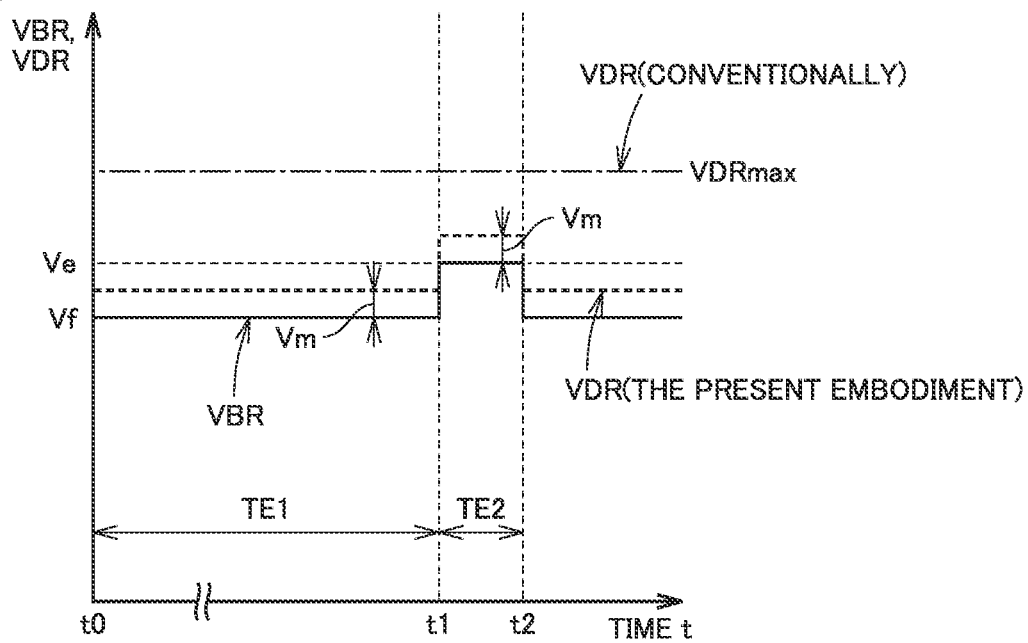 VBR,
VDR
VDR(CONVENTIONALLY)
VDRmax
Vm
Ve
Vf
Vm
VDR(THE PRESENT EMBODIMENT)
VBR
TE1
TE2
t0
t1
t2
TIME t